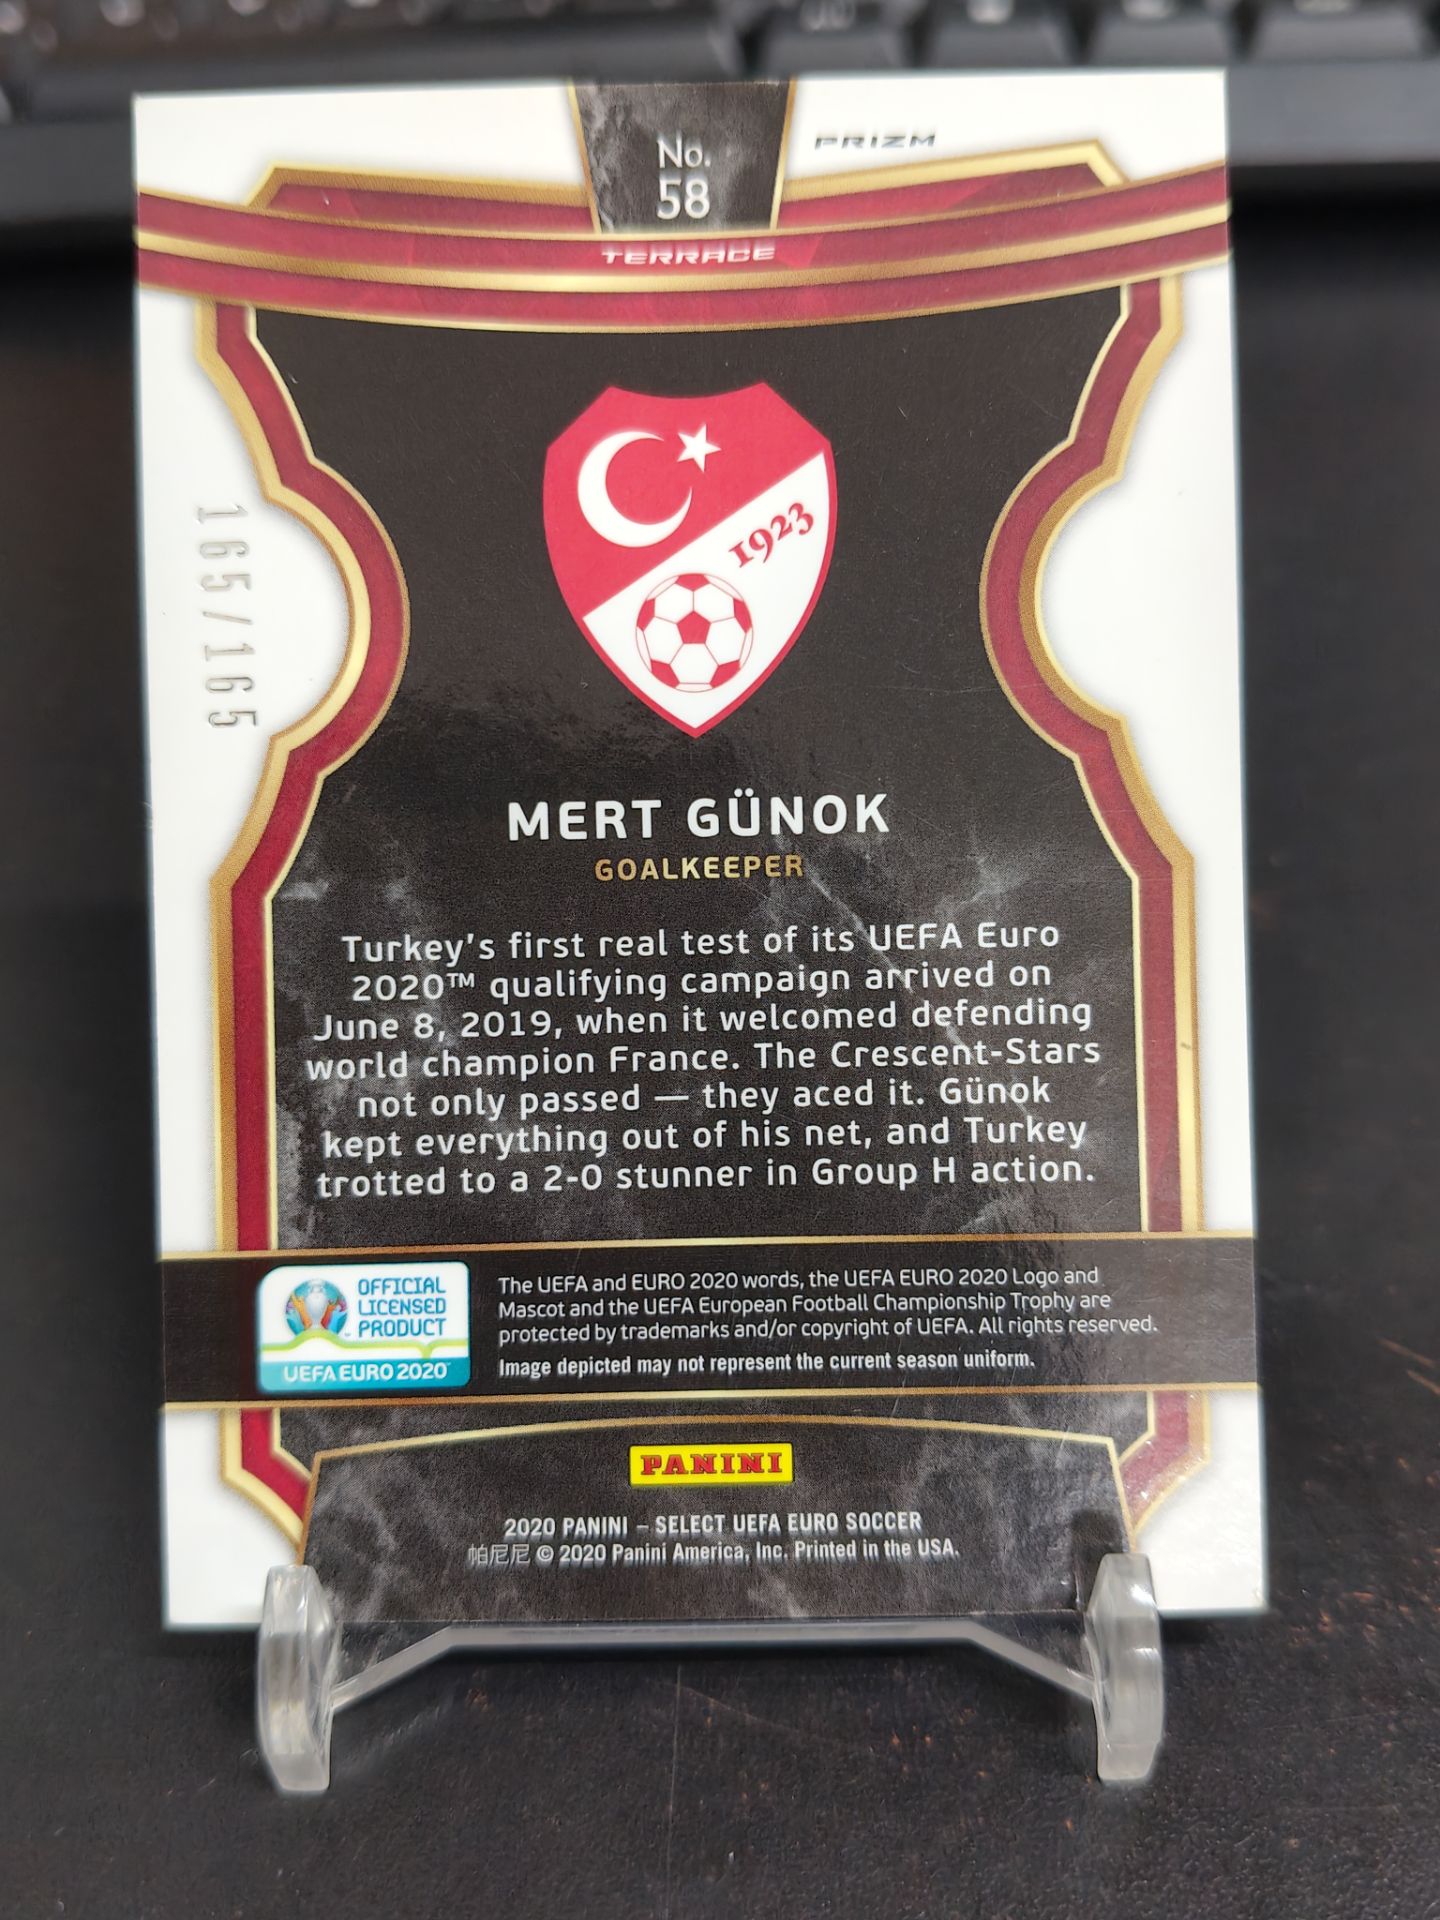 No.
58
PRIZM
TERRACE
165/165
1923
MERT GÜNOK
GOALKEEPER
Turkey's first real test of its UEFA Euro
2020™ qualifying campaign arrived on
June 8, 2019, when it welcomed defending
world champion France. The Crescent-Stars
not only passed — they aced it. Günok
kept everything out of his net, and Turkey
trotted to a 2-0 stunner in Group H action.
OFFICIAL
LICENSED
PRODUCT
UEFA EURO 2020
The UEFA and EURO 2020 words, the UEFA EURO 2020 Logo and
Mascot and the UEFA European Football Championship Trophy are
protected by trademarks and/or copyright of UEFA. All rights reserved.
Image depicted may not represent the current season uniform.
PANINI
2020 PANINI – SELECT UEFA EURO SOCCER
帕尼尼 © 2020 Panini America, Inc. Printed in the USA.